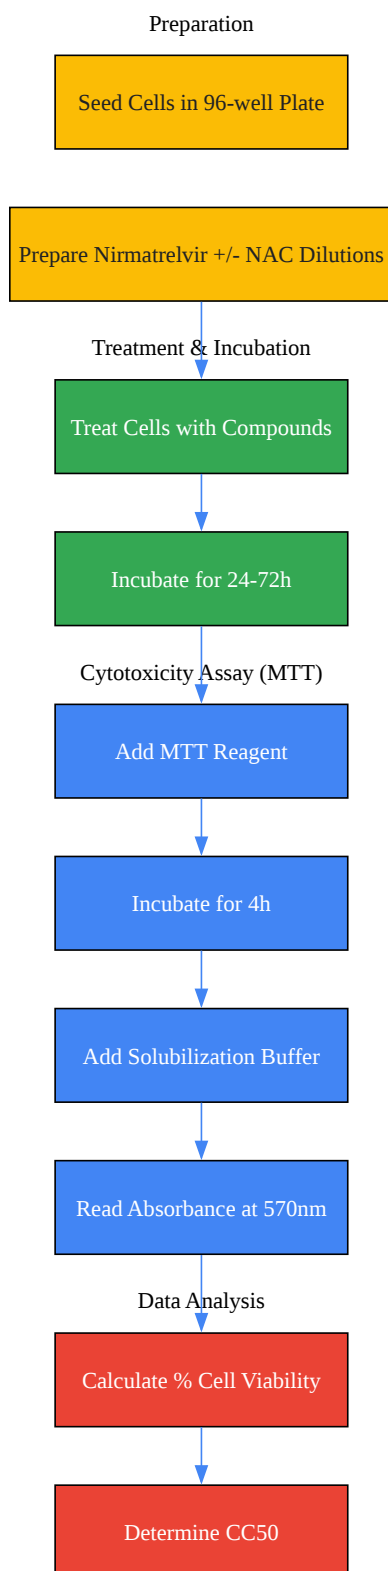 Preparation
Seed Cells in 96-well Plate
Prepare Nirmatrelvir +/- NAC Dilutions
Treatment & Incubation
Treat Cells with Compounds
Incubate for 24-72h
Cytotoxicity Assay (MTT)
Add MTT Reagent
Incubate for 4h
Add Solubilization Buffer
Read Absorbance at 570nm
Data Analysis
Calculate % Cell Viability
Determine CC50